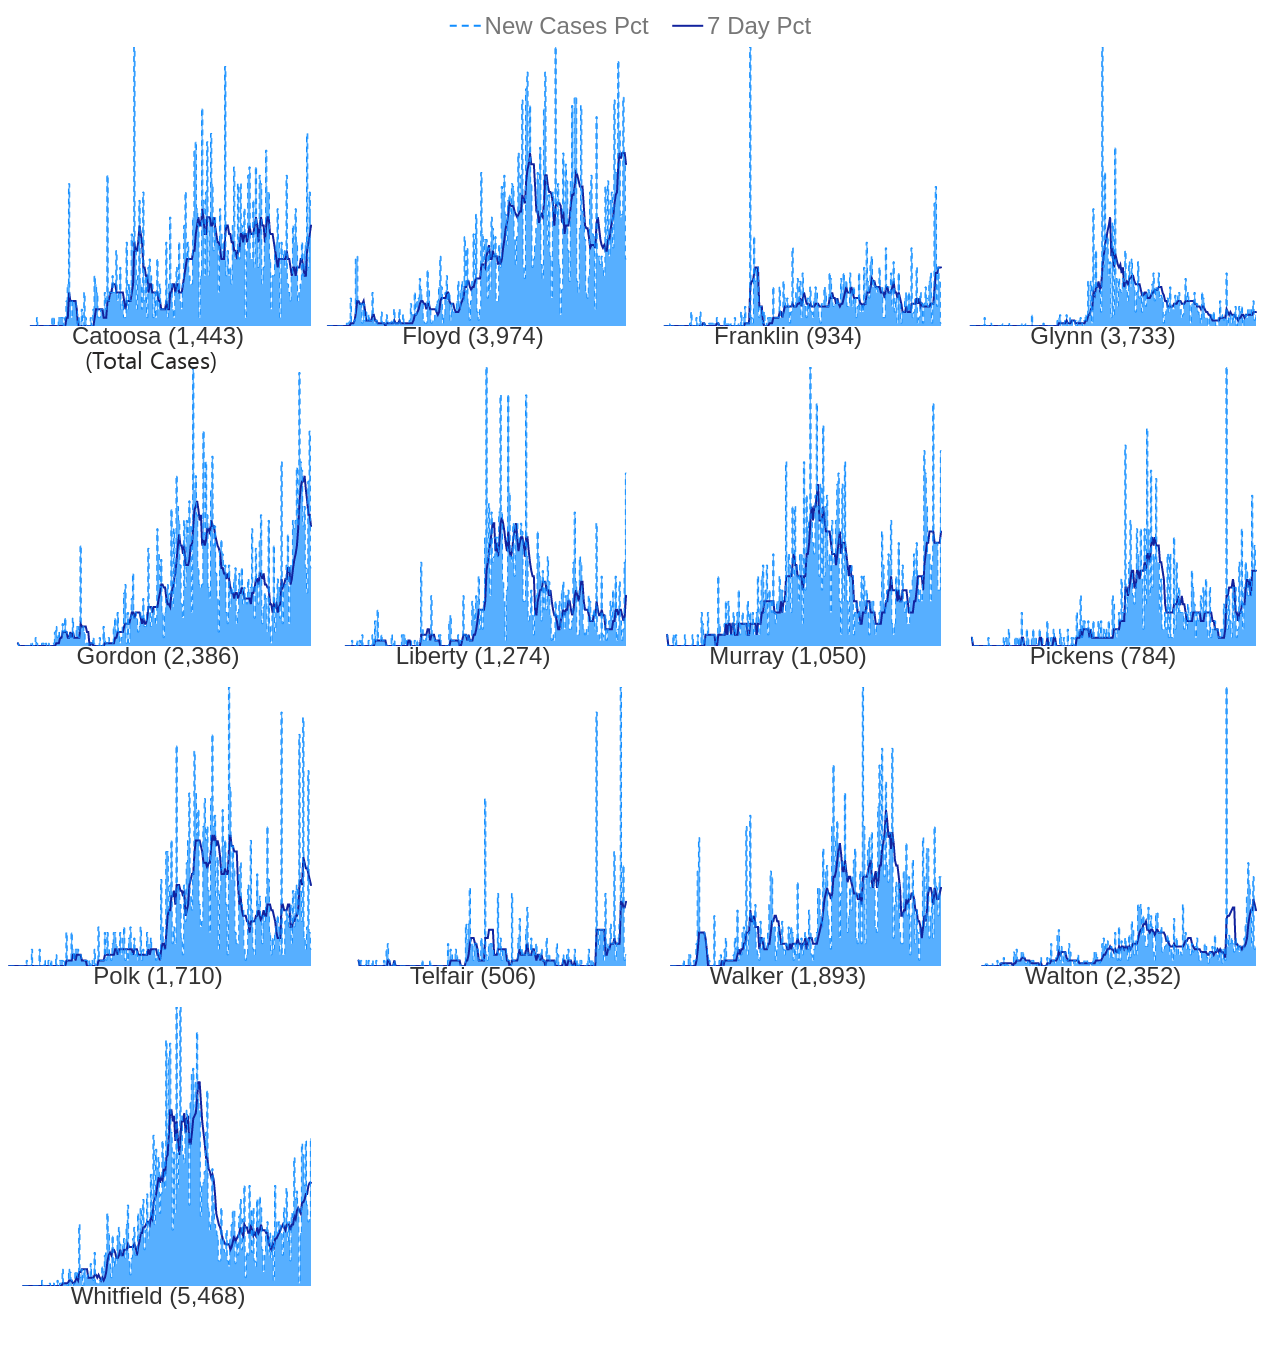 New Cases Pct 7 Day Pct
Catoosa (1,443) Floyd (3,974) Franklin (934) Glynn (3,733)
(Total Cases)
Gordon (2,386) Liberty (1,274) Murray (1,050) Pickens (784)
Polk (1,710) Telfair (506) Walker (1,893) Walton (2,352)
Whitfield (5,468)